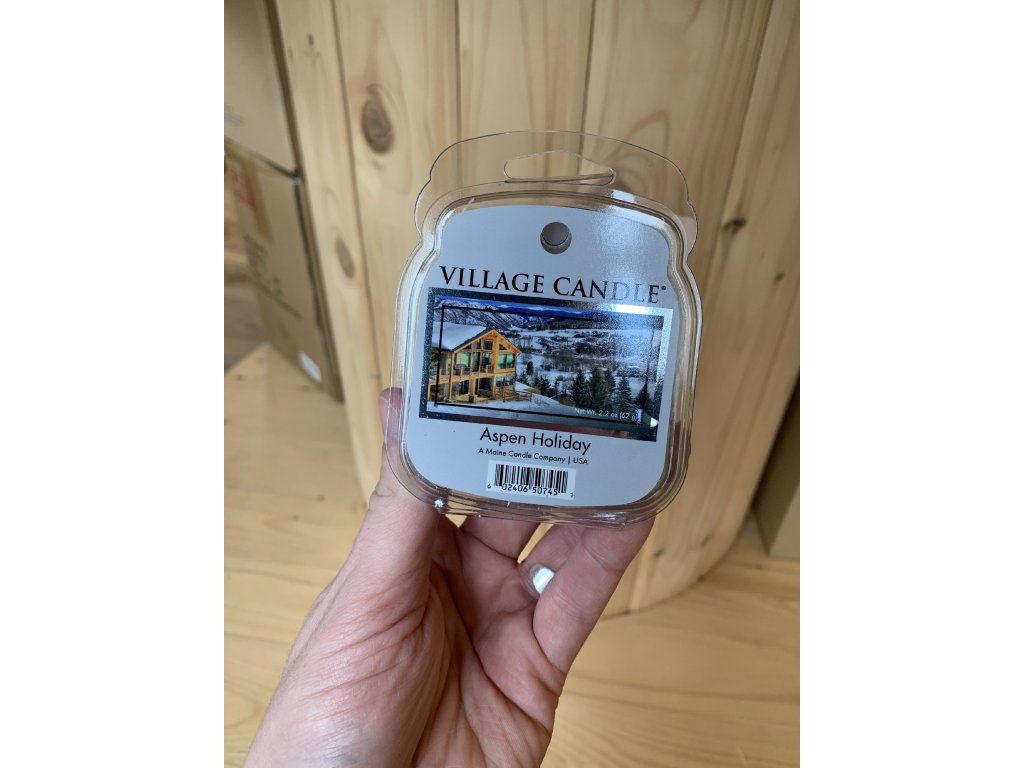 VILLAGE CANDLE®
Net Wt. 2.2 oz (62 g)
Aspen Holiday
A Maine Candle Company | USA
6 02406 50745 1